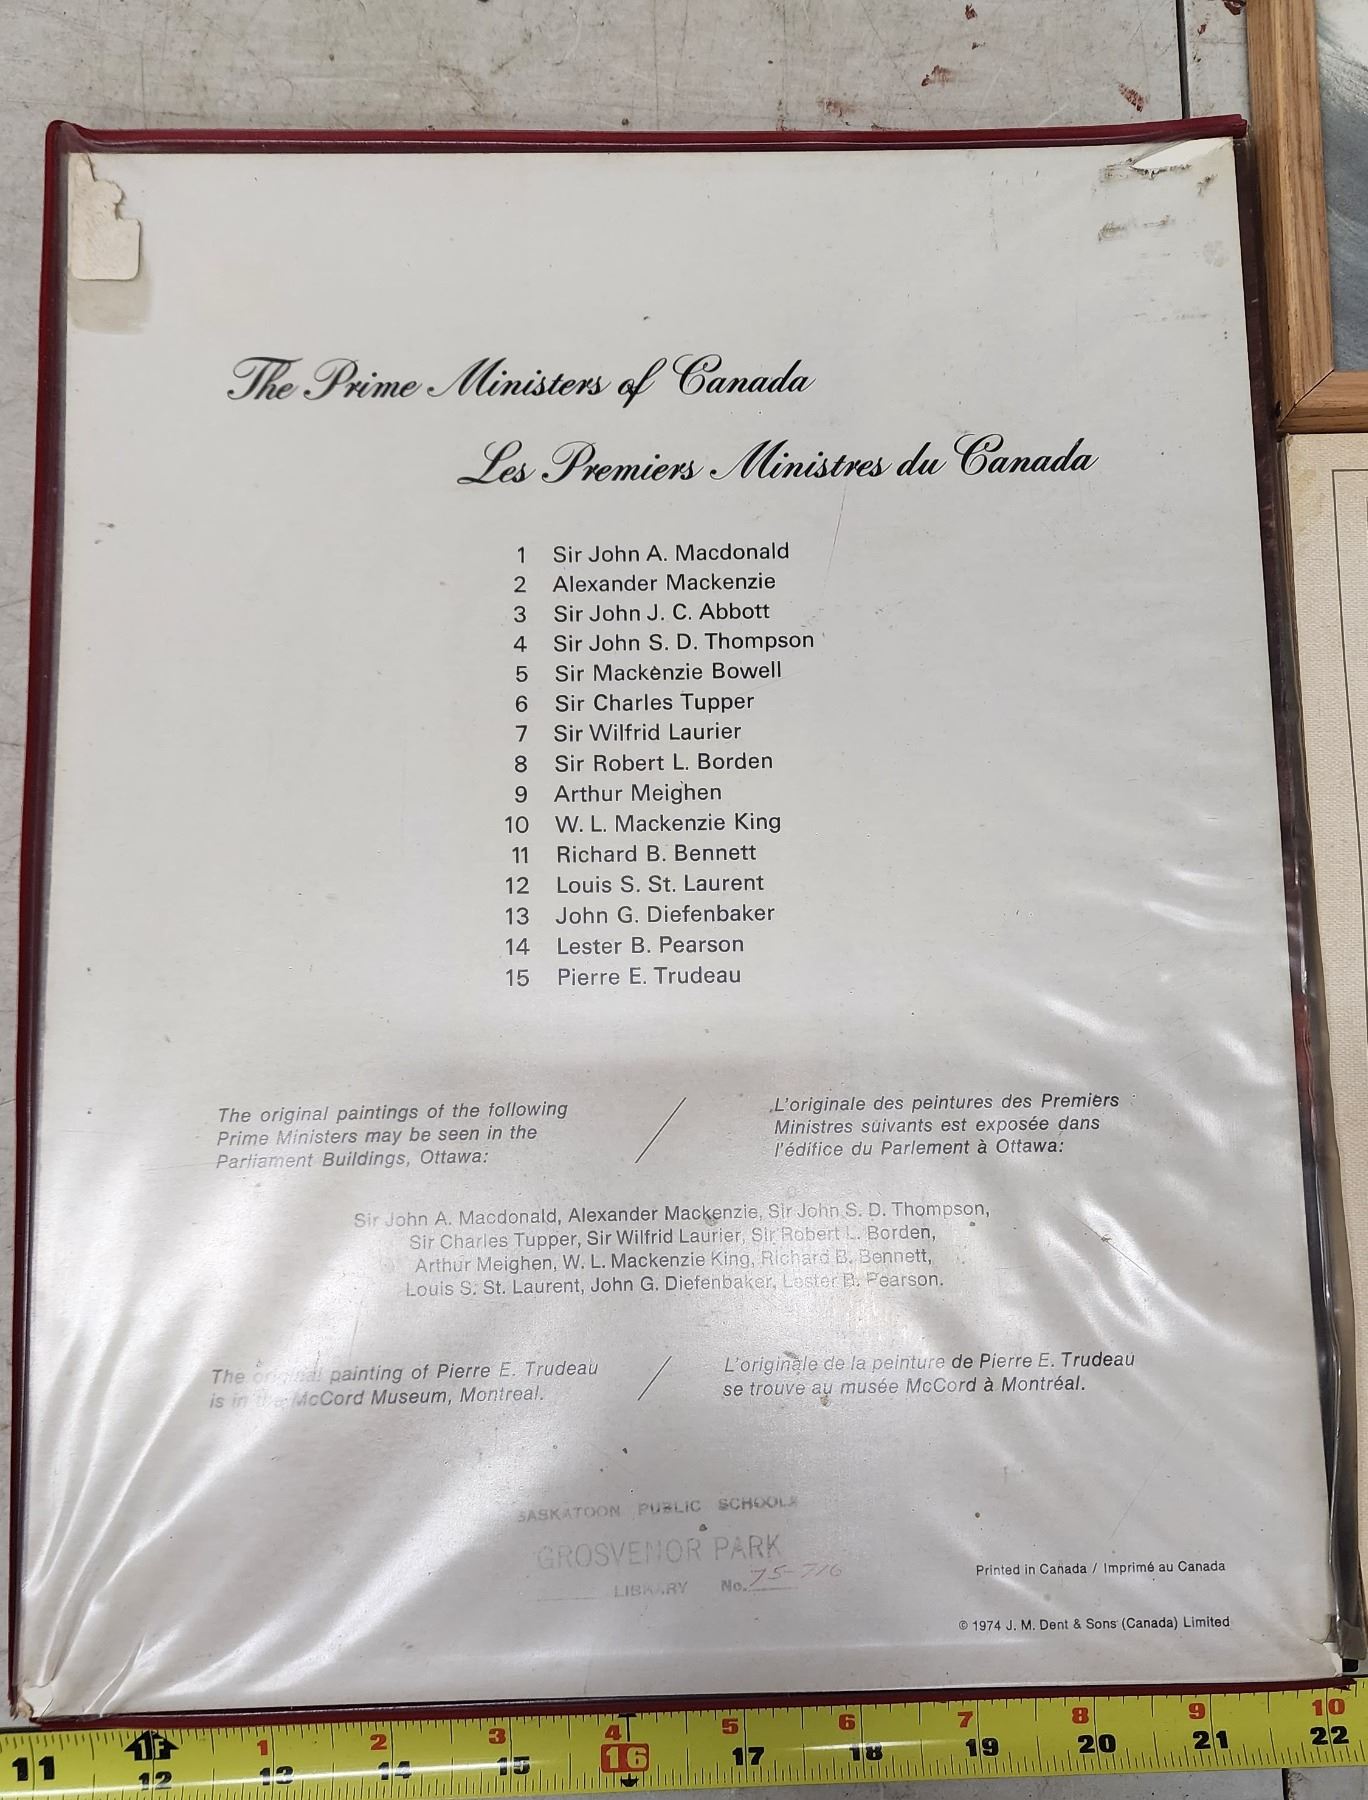 The Prime Ministers of Canada
Les Premiers Ministres du Canada
1 Sir John A. Macdonald
2 Alexander Mackenzie
3 Sir John J. C. Abbott
4 Sir John S. D. Thompson
5 Sir Mackenzie Bowell
6 Sir Charles Tupper
7 Sir Wilfrid Laurier
8 Sir Robert L. Borden
9 Arthur Meighen
10 W. L. Mackenzie King
11 Richard B. Bennett
12 Louis S. St. Laurent
13 John G. Diefenbaker
14 Lester B. Pearson
15 Pierre E. Trudeau
The original paintings of the following
Prime Ministers may be seen in the
Parliament Buildings, Ottawa:
L'originale des peintures des Premiers
Ministres suivants est exposée dans
l'édifice du Parlement à Ottawa:
Sir John A. Macdonald, Alexander Mackenzie, Sir John S. D. Thompson,
Sir Charles Tupper, Sir Wilfrid Laurier, Sir Robert L. Borden,
Arthur Meighen, W. L. Mackenzie King, Richard B. Bennett,
Louis S. St. Laurent, John G. Diefenbaker, Lester B. Pearson.
The original painting of Pierre E. Trudeau
is in the McCord Museum, Montreal.
L'originale de la peinture de Pierre E. Trudeau
se trouve au musée McCord à Montréal.
SASKATOON PUBLIC SCHOOLS
GROSVENOR PARK
LIBRARY No. 75-716
Printed in Canada / Imprimé au Canada
© 1974 J. M. Dent & Sons (Canada) Limited
1 2 3 4 5 6 7 8 9 10
11 12 13 14 15 16 17 18 19 20 21 22